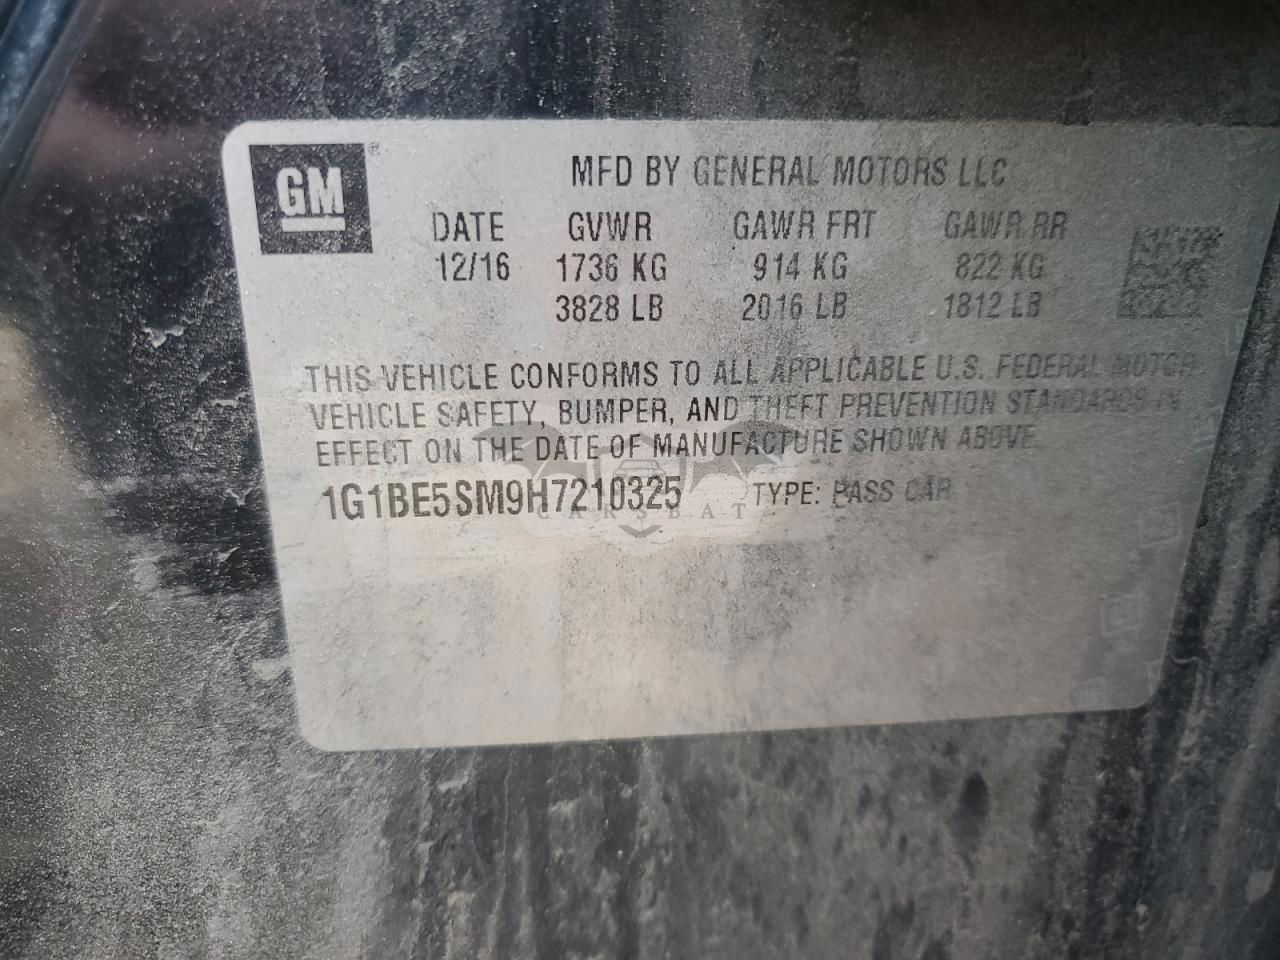 GM
®
MFD BY GENERAL MOTORS LLC
DATE GVWR GAWR FRT GAWR RR
12/16 1736 KG 914 KG 822 KG
3828 LB 2016 LB 1812 LB
THIS VEHICLE CONFORMS TO ALL APPLICABLE U.S. FEDERAL MOTOR
VEHICLE SAFETY, BUMPER, AND THEFT PREVENTION STANDARDS IN
EFFECT ON THE DATE OF MANUFACTURE SHOWN ABOVE.
1G1BE5SM9H7210325 TYPE: PASS CAR
CARSBAT